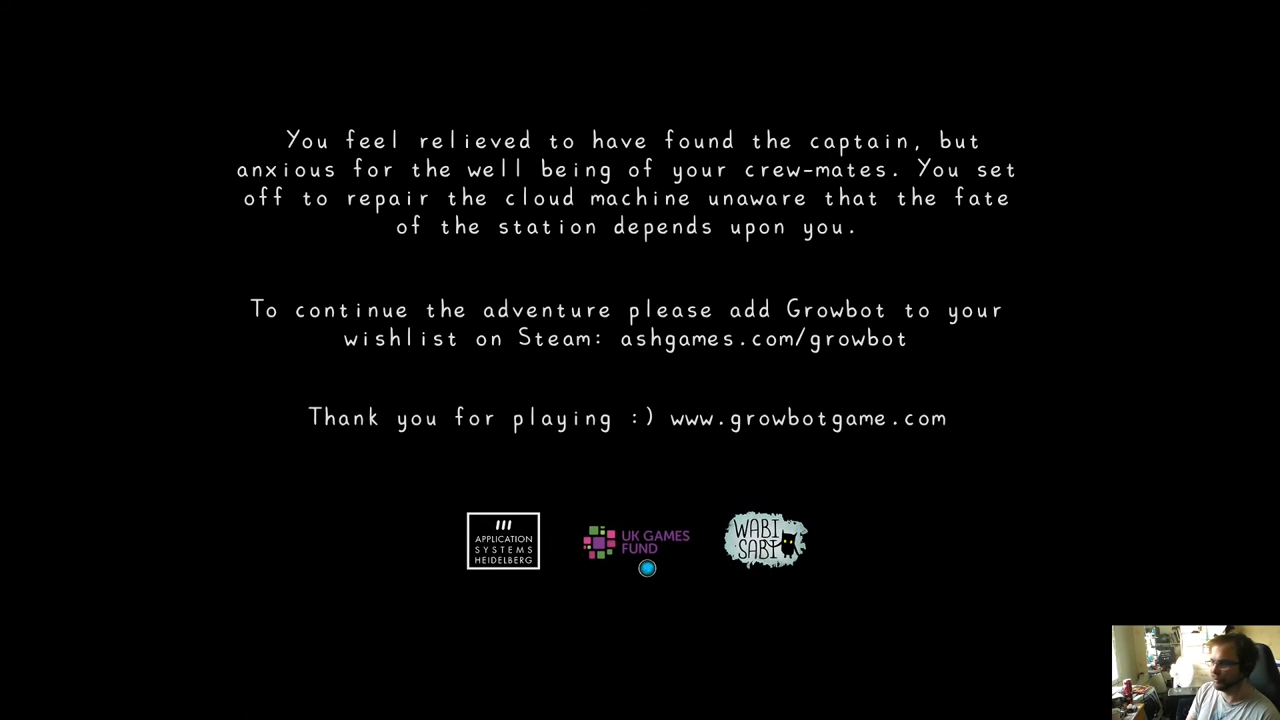 You feel relieved to have found the captain, but
anxious for the well being of your crew-mates. You set
off to repair the cloud machine unaware that the fate
of the station depends upon you.
To continue the adventure please add Growbot to your
wishlist on Steam: ashgames.com/growbot
Thank you for playing :) www.growbotgame.com
APPLICATION
SYSTEMS
HEIDELBERG
UK GAMES
FUND
WABI
SABI